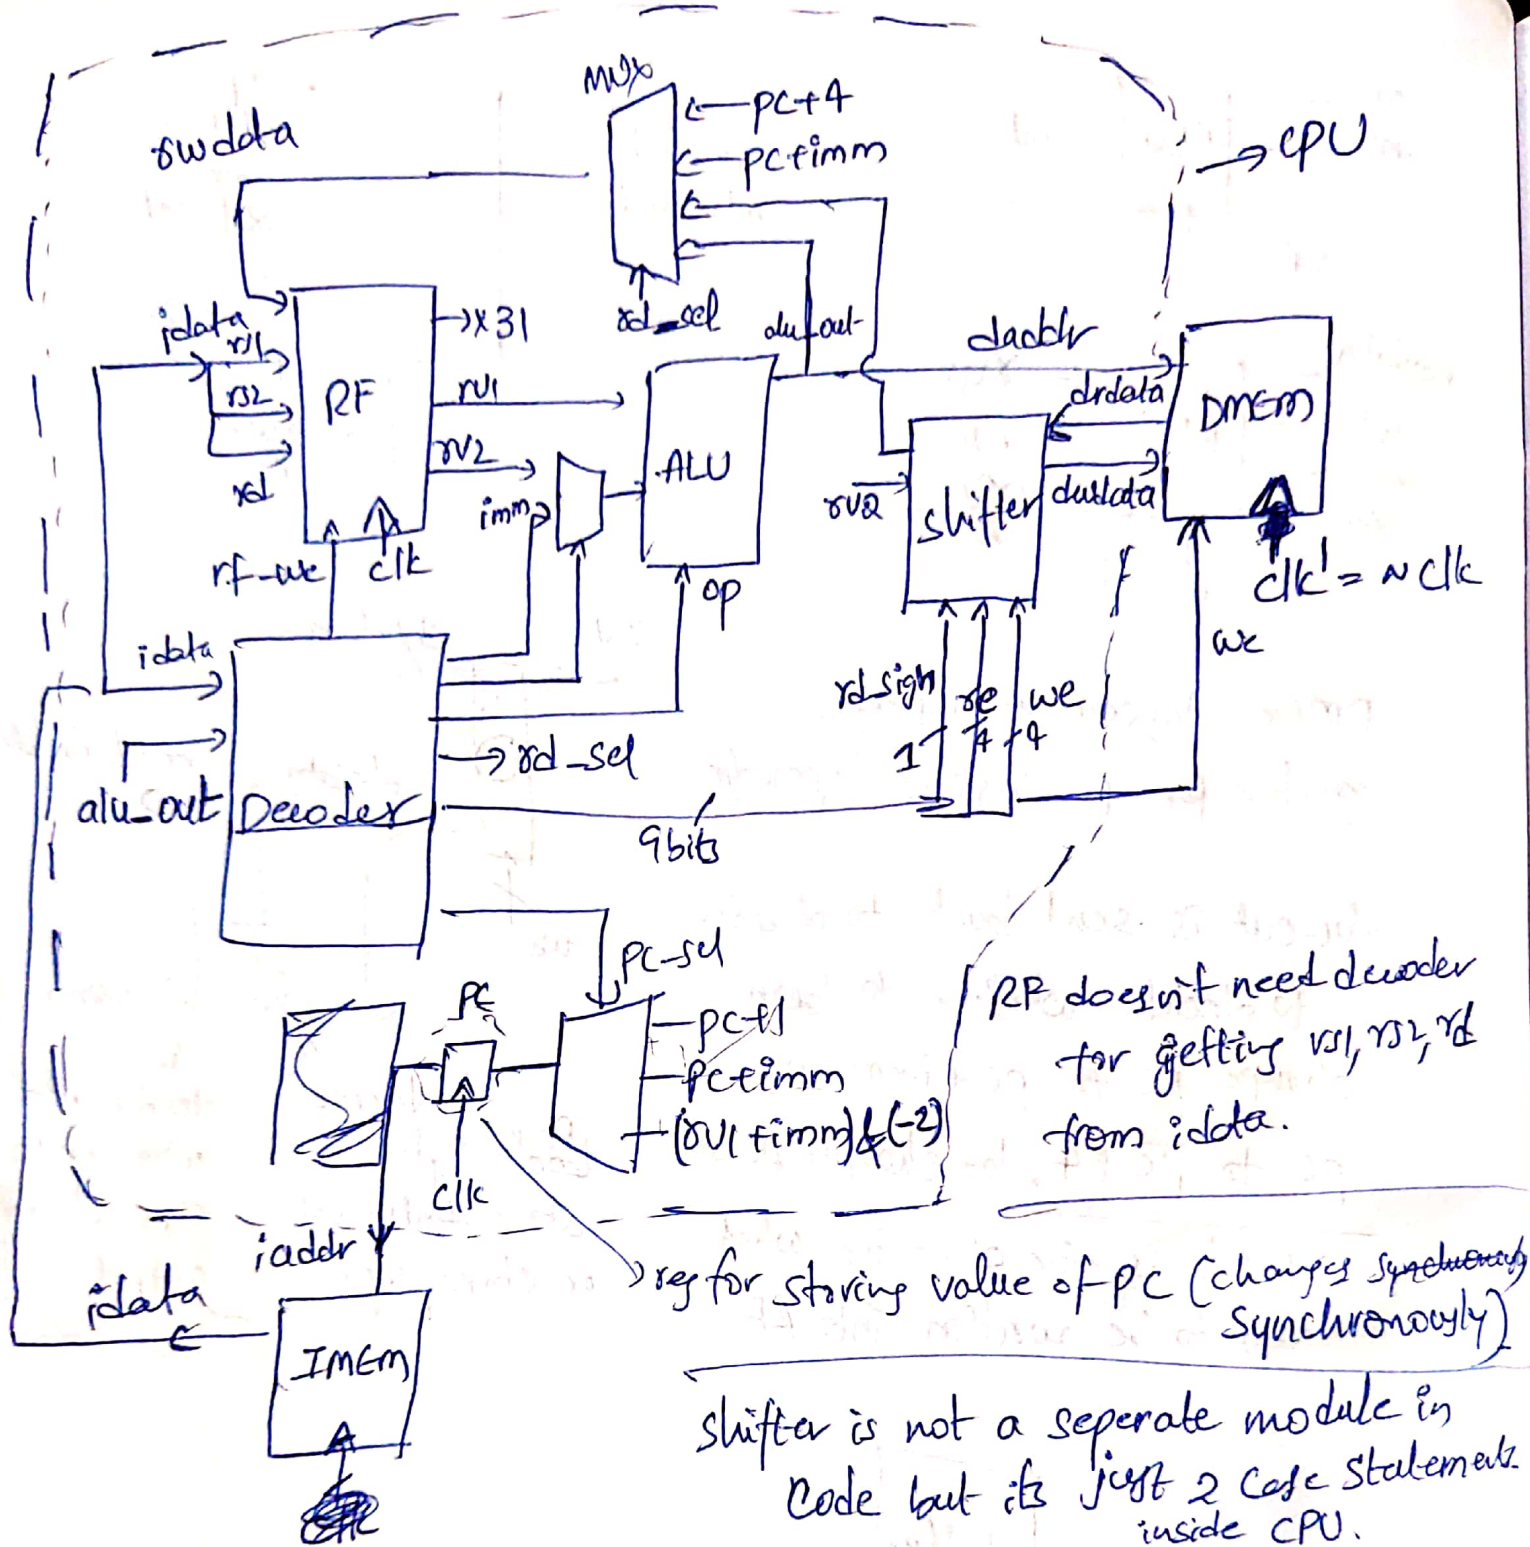 MUX
pc+4
pc+imm
rwdata
→ CPU
rd_sel
alu_out
idata
rs1
rs2
rd
RF
x31
rv1
rv2
imm
ALU
op
daddr
drdata
dwdata
DMEM
rv2
shifter
clk' = ~clk
we
rf_we
clk
idata
rd_sign
re
we
1
4
4
alu_out
Decoder
rd_sel
9bits
pc_sel
PC
pc+imm
(rv1+imm)&(-2)
clk
RF doesn't need decoder
for getting rs1, rs2, rd
from idata.
iaddr
idata
IMEM
reg for storing value of PC (changes
synchronously)
shifter is not a seperate module in
code but its just 2 case statements
inside CPU.